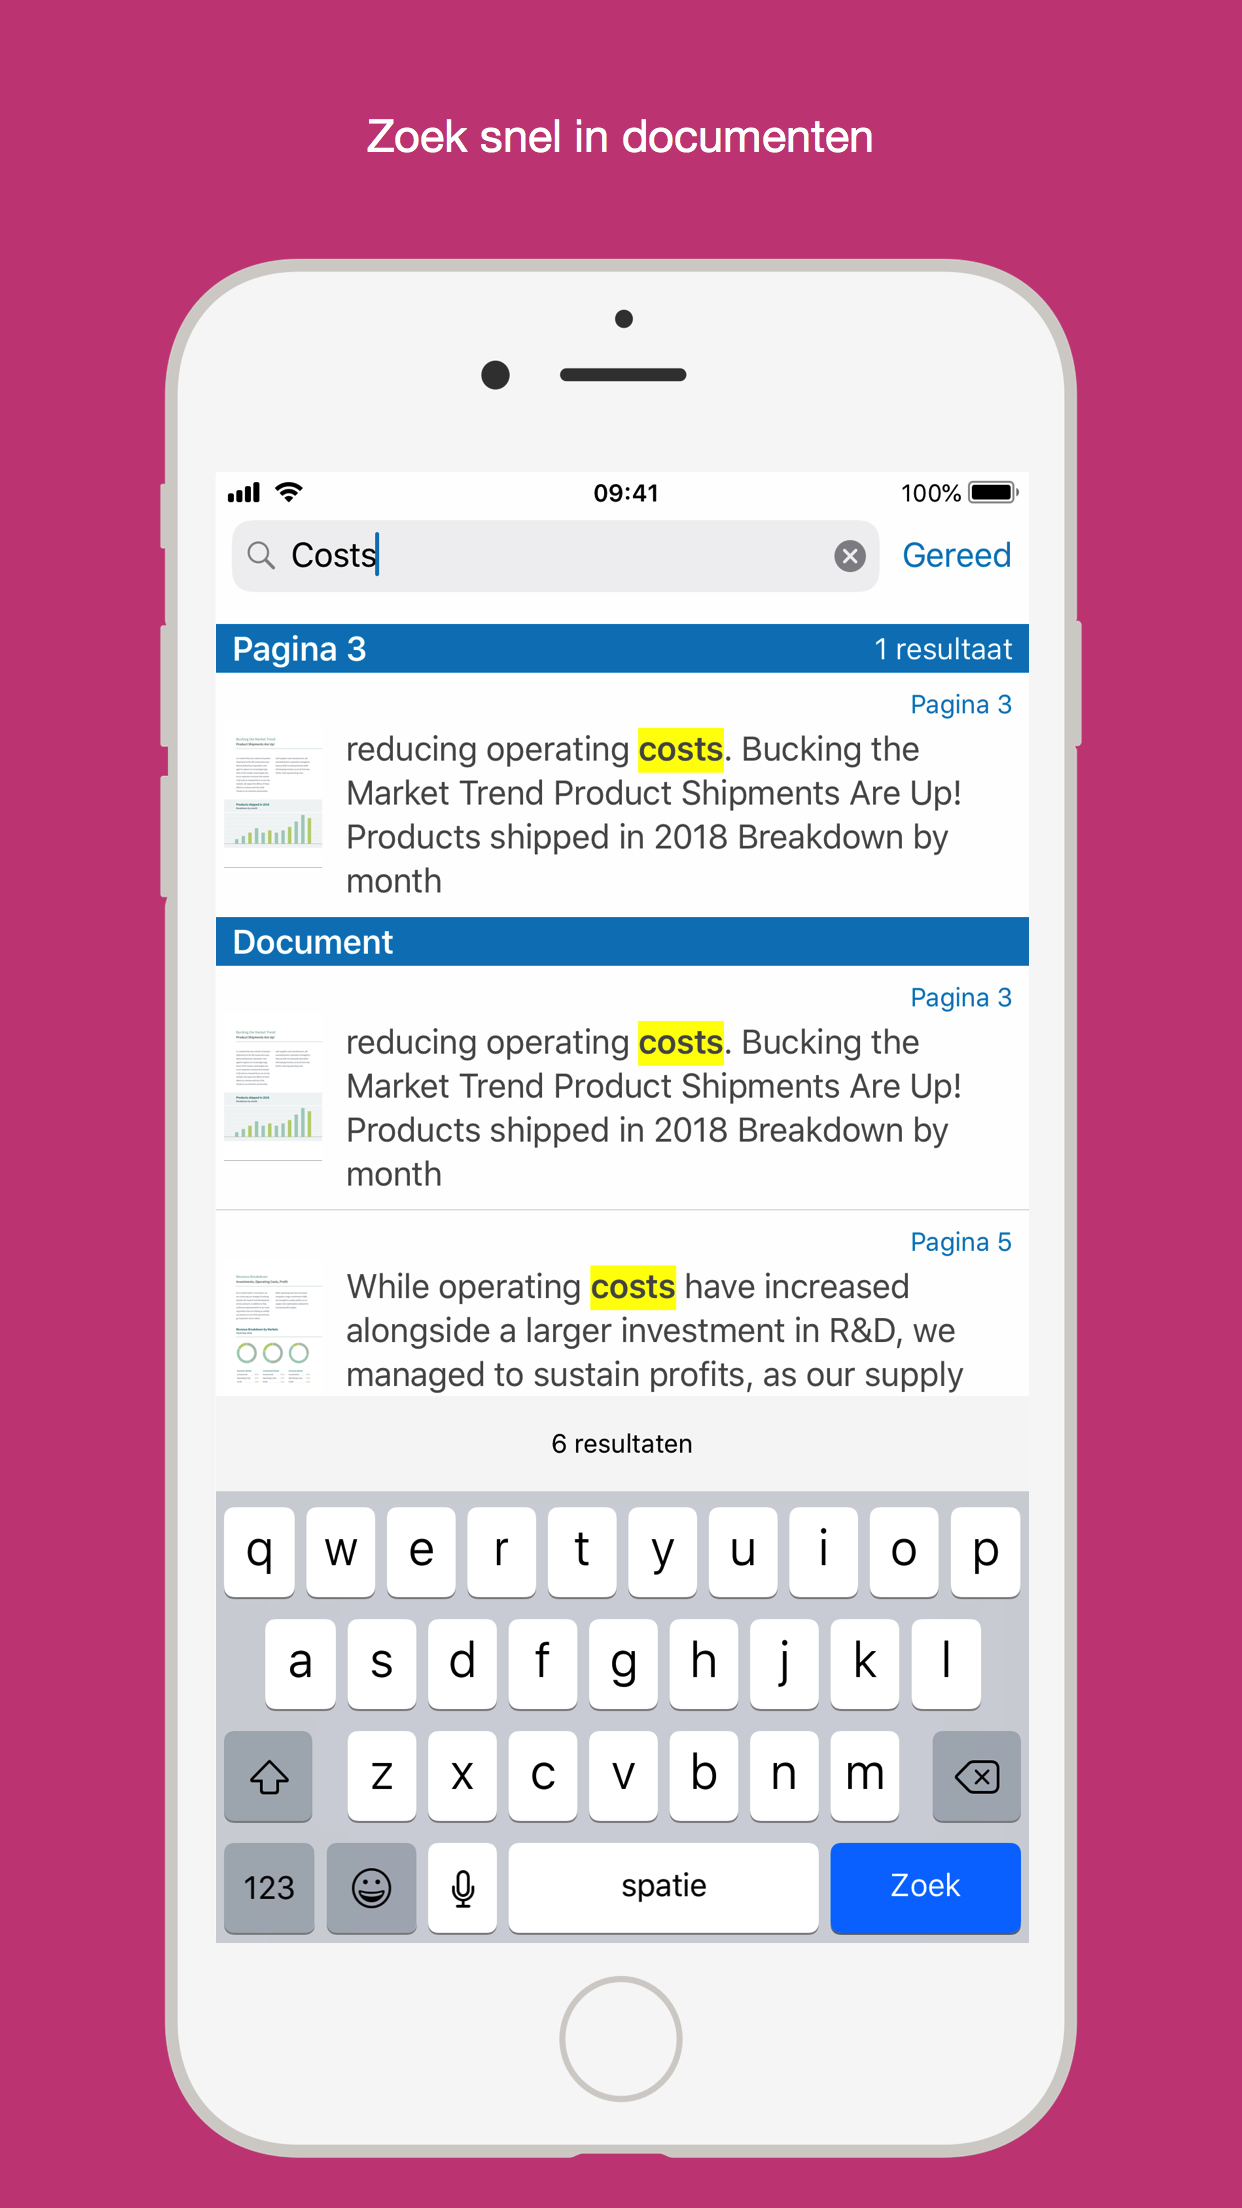 Zoek snel in documenten
09:41
100%
Costs
Gereed
Pagina 3
1 resultaat
Pagina 3
reducing operating costs. Bucking the
Market Trend Product Shipments Are Up!
Products shipped in 2018 Breakdown by
month
Document
Pagina 3
reducing operating costs. Bucking the
Market Trend Product Shipments Are Up!
Products shipped in 2018 Breakdown by
month
Pagina 5
While operating costs have increased
alongside a larger investment in R&D, we
managed to sustain profits, as our supply
6 resultaten
q w e r t y u i o p
a s d f g h j k l
z x c v b n m
123
spatie
Zoek